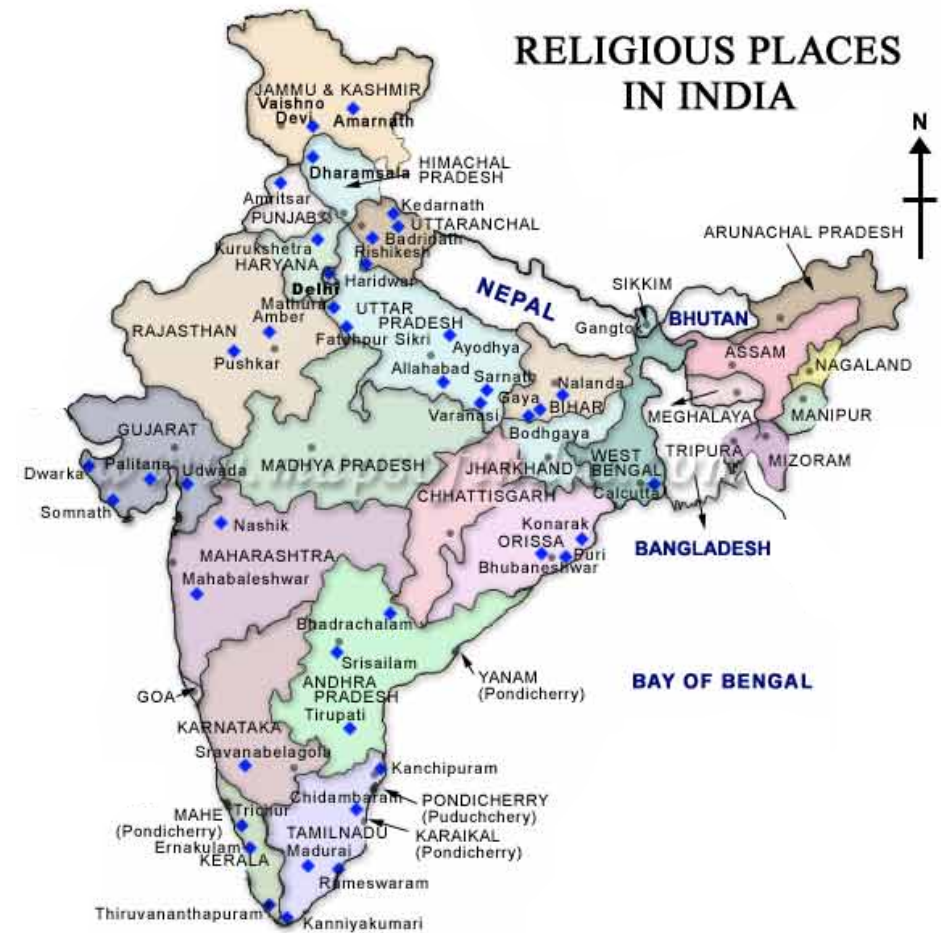 RELIGIOUS PLACES
IN INDIA
N
JAMMU & KASHMIR
Vaishno
Devi
Amarnath
Dharamsala
HIMACHAL
PRADESH
Amritsar
PUNJAB
Kedarnath
UTTARANCHAL
Badrinath
Rishikesh
Kurukshetra
HARYANA
Haridwar
Delhi
ARUNACHAL PRADESH
SIKKIM
NEPAL
BHUTAN
Gangtok
Mathura
Amber
UTTAR
PRADESH
RAJASTHAN
Fatehpur Sikri
Pushkar
Ayodhya
Allahabad
Sarnath
Varanasi
Gaya
Nalanda
BIHAR
Bodhgaya
ASSAM
NAGALAND
MEGHALAYA
MANIPUR
TRIPURA
MIZORAM
GUJARAT
Dwarka
Palitana
Udwada
Somnath
MADHYA PRADESH
JHARKHAND
WEST
BENGAL
Calcutta
CHHATTISGARH
Nashik
Konarak
ORISSA
Puri
Bhubaneshwar
BANGLADESH
MAHARASHTRA
Mahabaleshwar
Bhadrachalam
Srisailam
YANAM
(Pondicherry)
BAY OF BENGAL
GOA
ANDHRA
PRADESH
Tirupati
KARNATAKA
Sravanabelagola
Kanchipuram
Chidambaram
PONDICHERRY
(Puduchchery)
MAHE
(Pondicherry)
Trichur
KARAIKAL
(Pondicherry)
TAMILNADU
Ernakulam
KERALA
Madurai
Rameswaram
Thiruvananthapuram
Kanniyakumari